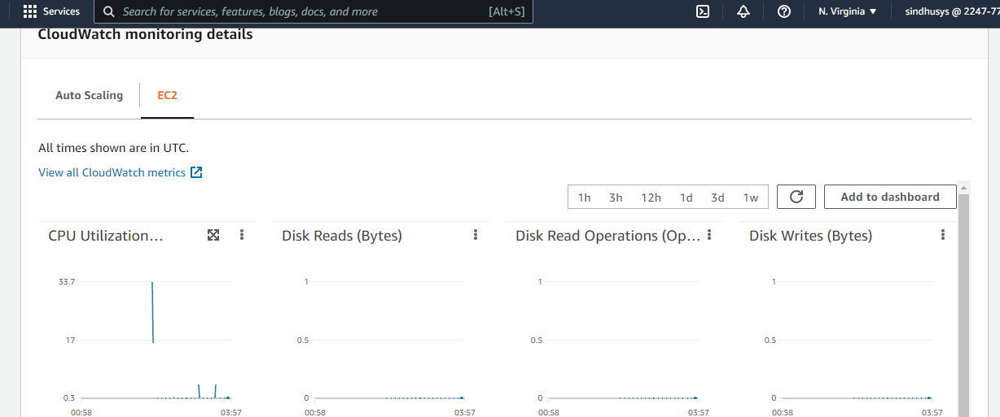 Services Search for services, features, blogs, docs, and more [Alt+S] N. Virginia sindhusys @ 2247-77
CloudWatch monitoring details
Auto Scaling EC2
All times shown are in UTC.
View all CloudWatch metrics
1h 3h 12h 1d 3d 1w Add to dashboard
CPU Utilization... Disk Reads (Bytes) Disk Read Operations (Op... Disk Writes (Bytes)
33.7 1 1 1
17 0.5 0.5 0.5
0.3 0 0 0
00:58 03:57 00:58 03:57 00:58 03:57 00:58 03:57